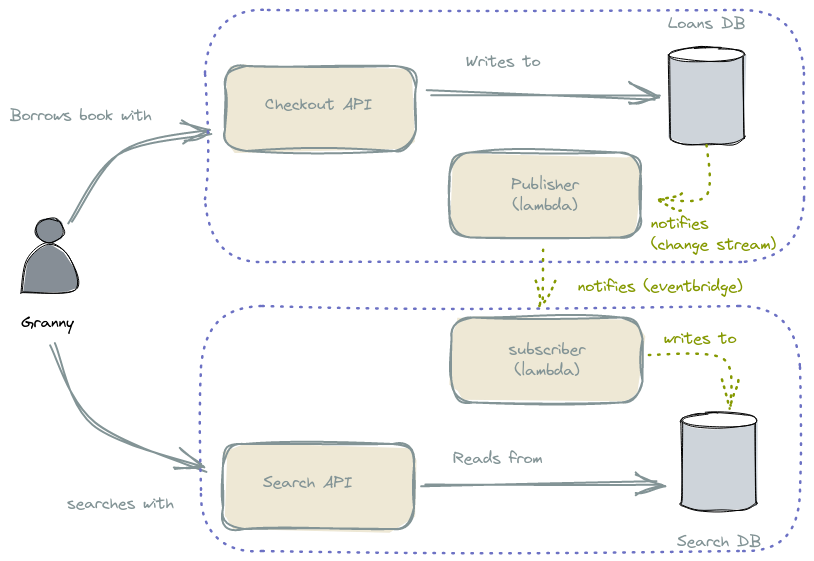 Loans DB
Writes to
Checkout API
Borrows book with
Publisher
(lambda)
notifies
(change stream)
notifies (eventbridge)
Granny
subscriber
(lambda)
writes to
Reads from
Search API
searches with
Search DB